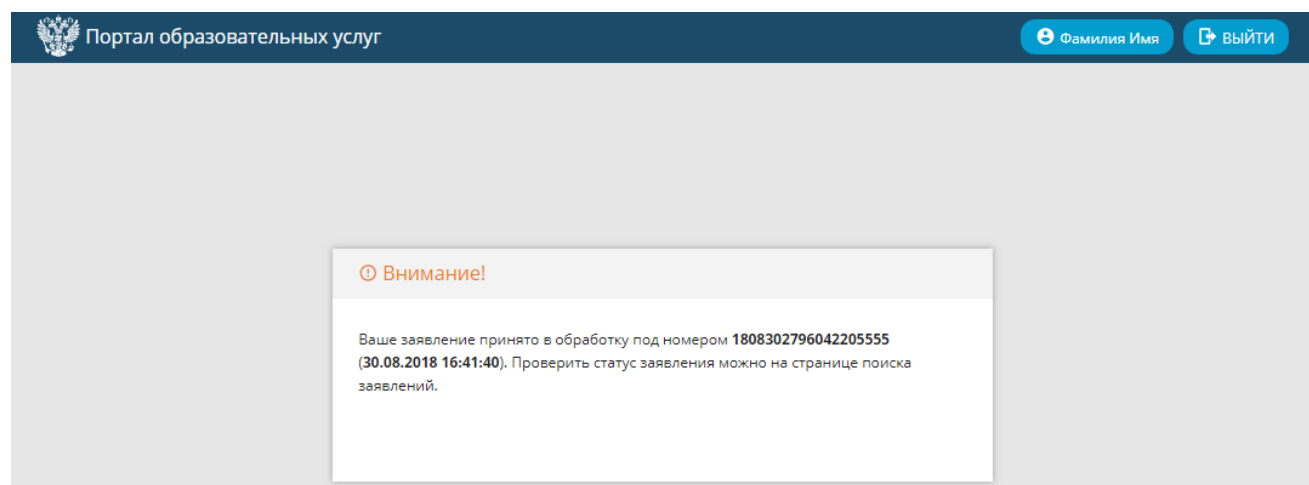 Портал образовательных услуг
Фамилия Имя
ВЫЙТИ
Внимание!
Ваше заявление принято в обработку под номером 1808302796042205555
(30.08.2018 16:41:40). Проверить статус заявления можно на странице поиска
заявлений.